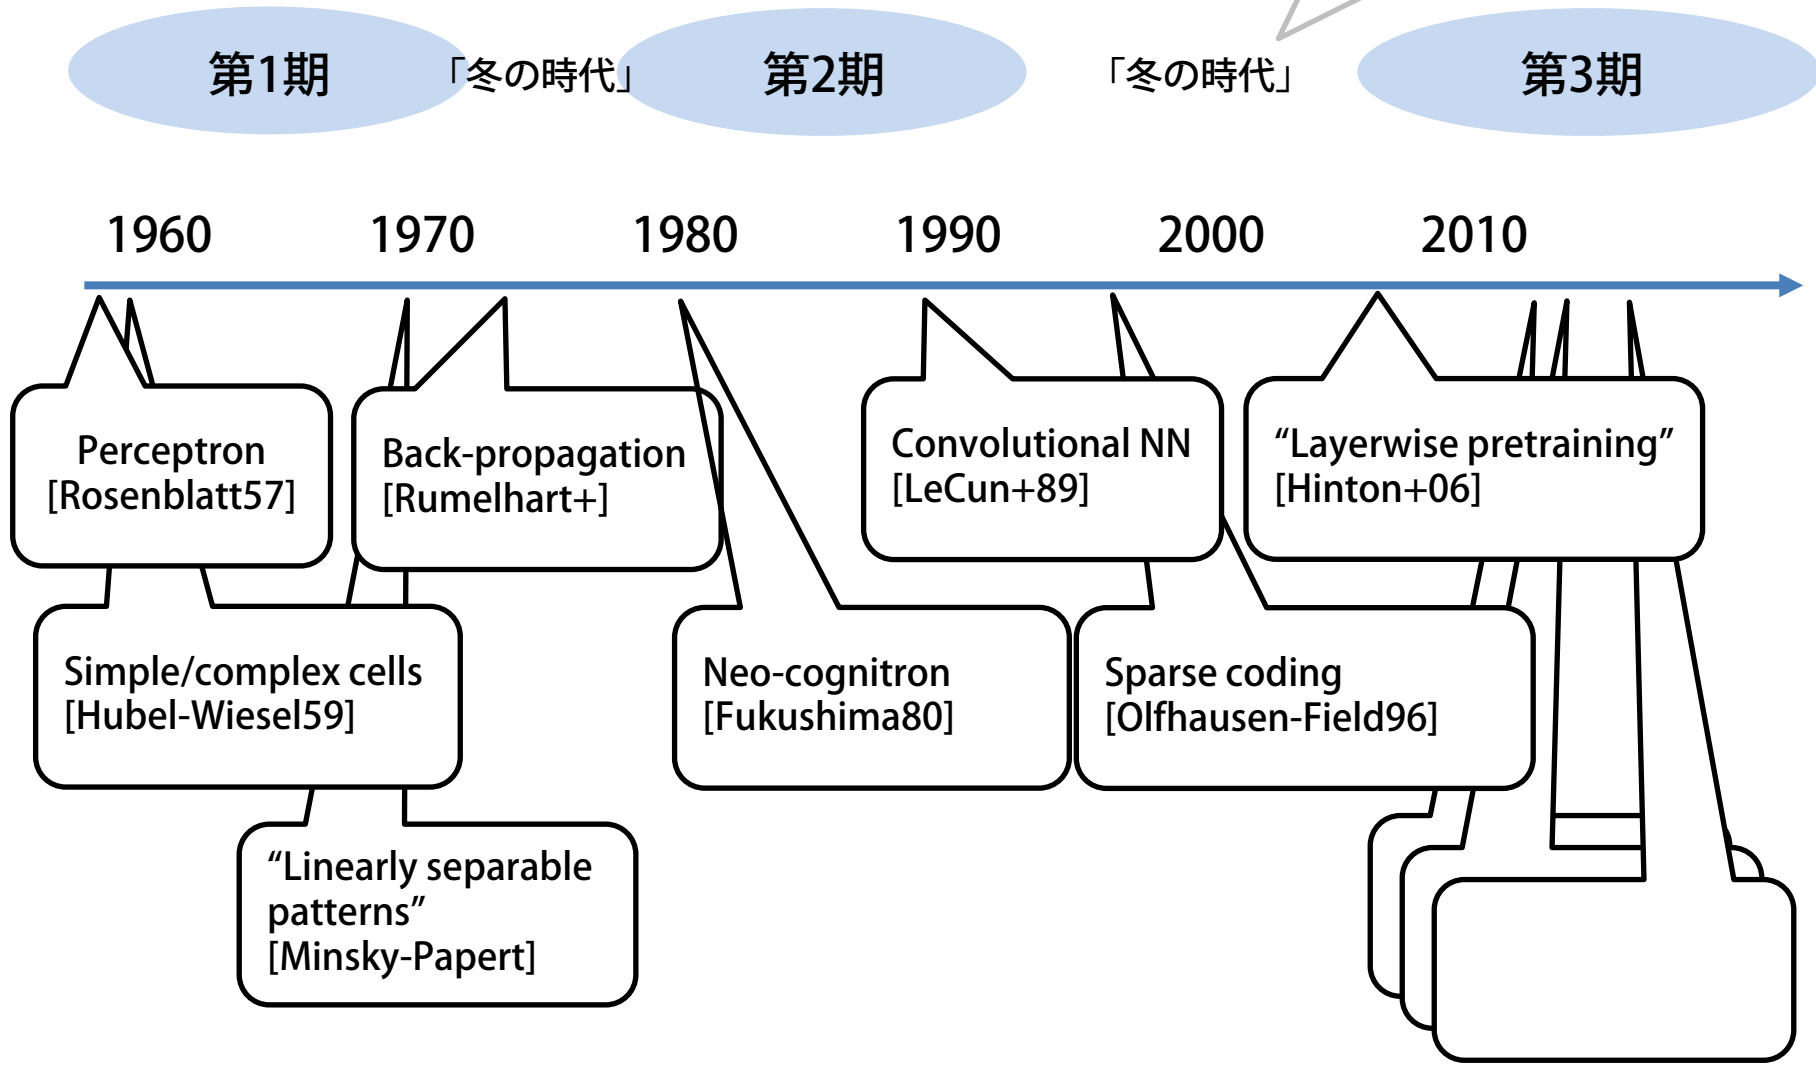 第1期
「冬の時代」
第2期
「冬の時代」
第3期
1960
1970
1980
1990
2000
2010
Perceptron
[Rosenblatt57]
Back-propagation
[Rumelhart+]
Convolutional NN
[LeCun+89]
“Layerwise pretraining”
[Hinton+06]
Simple/complex cells
[Hubel-Wiesel59]
Neo-cognitron
[Fukushima80]
Sparse coding
[Olfhausen-Field96]
“Linearly separable
patterns”
[Minsky-Papert]